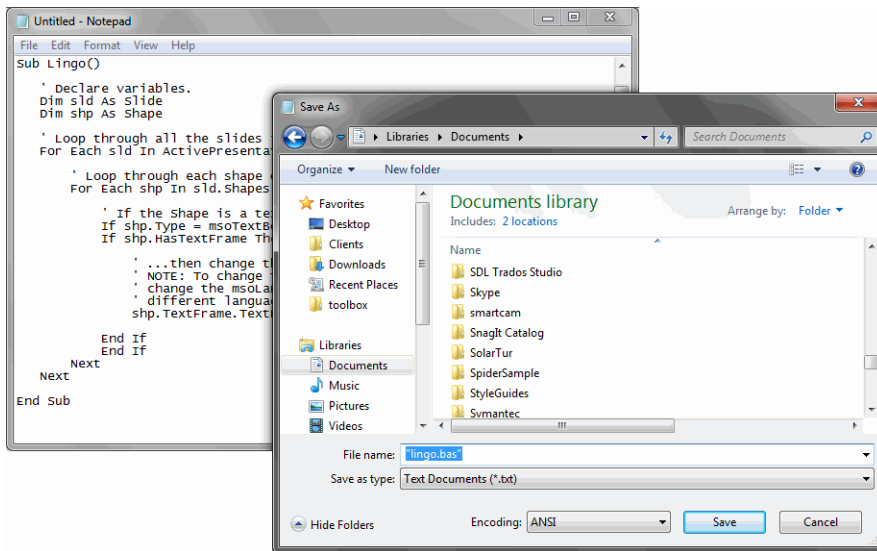 Untitled - Notepad
File Edit Format View Help
Sub Lingo()
' Declare variables.
Dim sld As Slide
Dim shp As Shape
' Loop through all the slides
For Each sld In ActivePresenta
' Loop through each shape
For Each shp In sld.Shapes
' If the Shape is a te
If shp.Type = msoTextB
If shp.HasTextFrame The
' ...then change t
' NOTE: To change
' change the msoLa
' different langua
shp.TextFrame.Text
End If
End If
Next
Next
End Sub
Save As
Libraries Documents
Search Documents
Organize New folder
Favorites
Desktop
Clients
Downloads
Recent Places
toolbox
Libraries
Documents
Music
Pictures
Videos
Documents library
Includes: 2 locations
Arrange by: Folder
Name
SDL Trados Studio
Skype
smartcam
SnagIt Catalog
SolarTur
SpiderSample
StyleGuides
Symantec
File name: "lingo.bas"
Save as type: Text Documents (*.txt)
Hide Folders
Encoding: ANSI
Save
Cancel